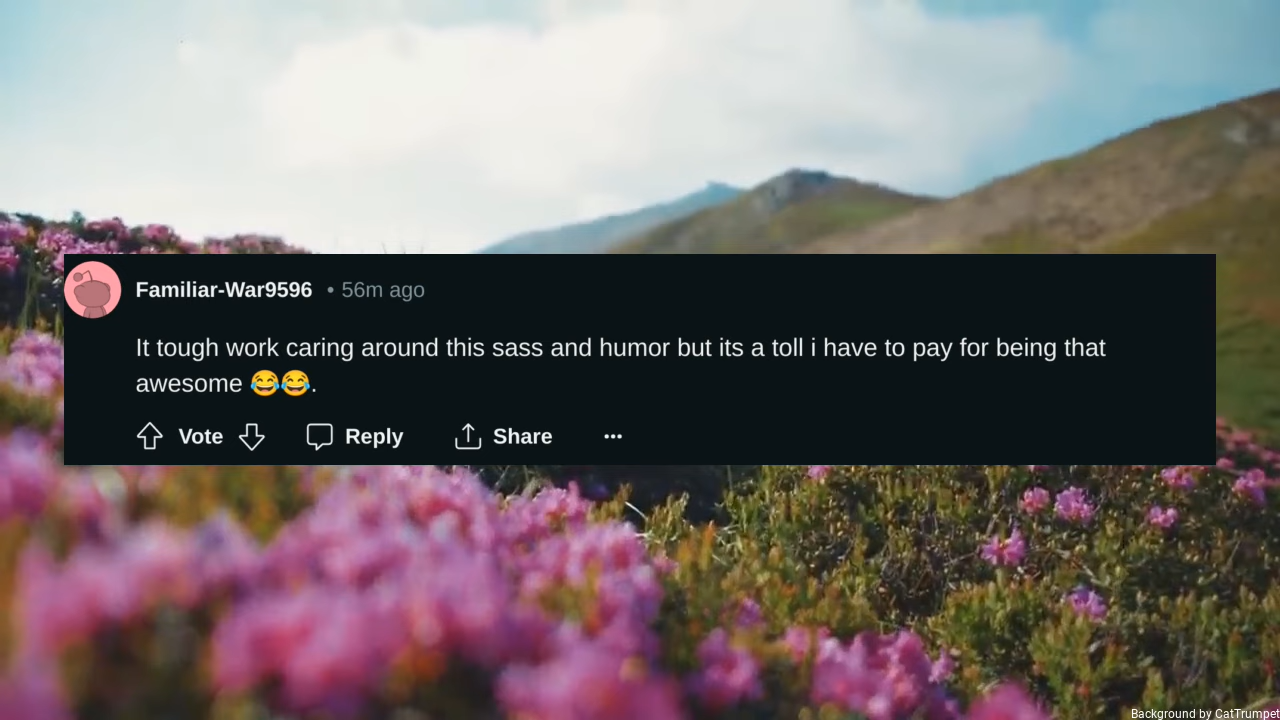 Familiar-War9596 • 56m ago
It tough work caring around this sass and humor but its a toll i have to pay for being that
awesome 😂😂.
Vote Reply Share ···
Background by CatTrumpet